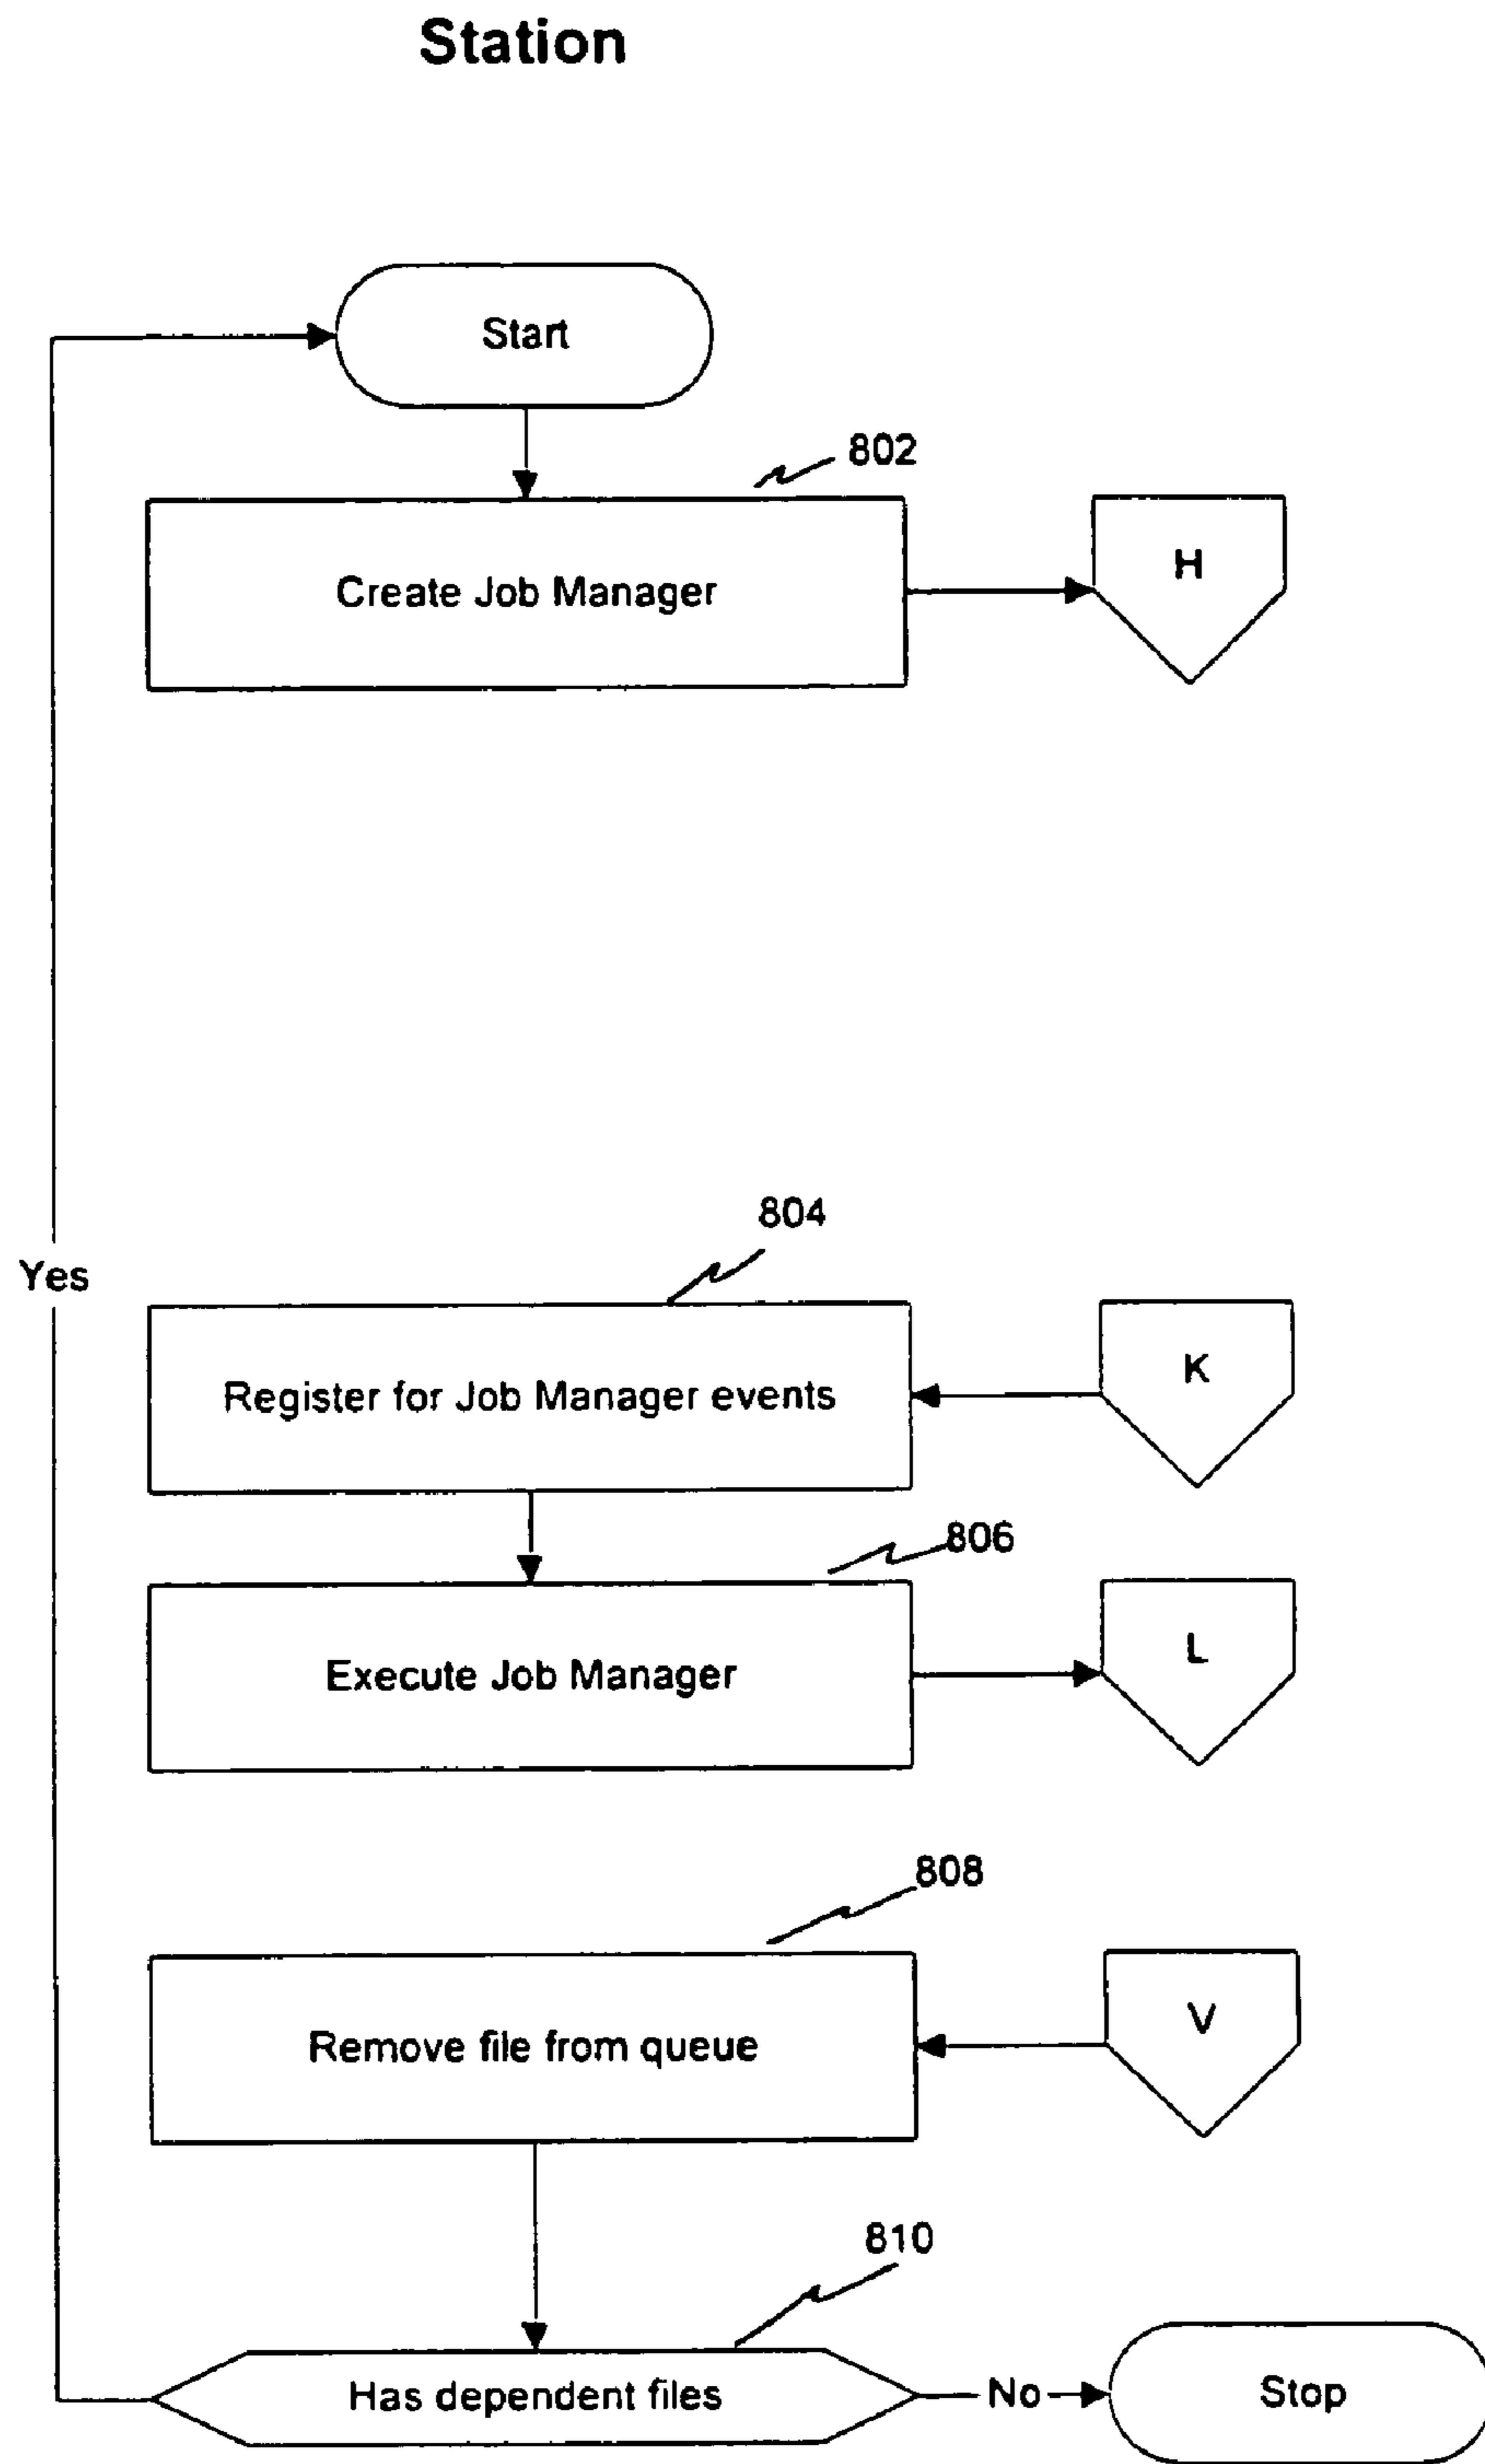 Station
Start
802
Create Job Manager
H
804
Yes
Register for Job Manager events
K
806
Execute Job Manager
L
808
Remove file from queue
V
810
Has dependent files
No
Stop